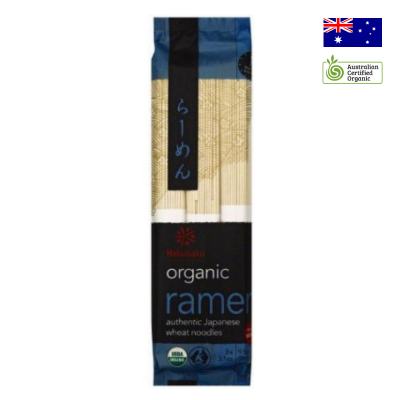 Australian
Certified
Organic
らーめん
Hakubaku
organic
ramen
authentic Japanese
wheat noodles
USDA
ORGANIC